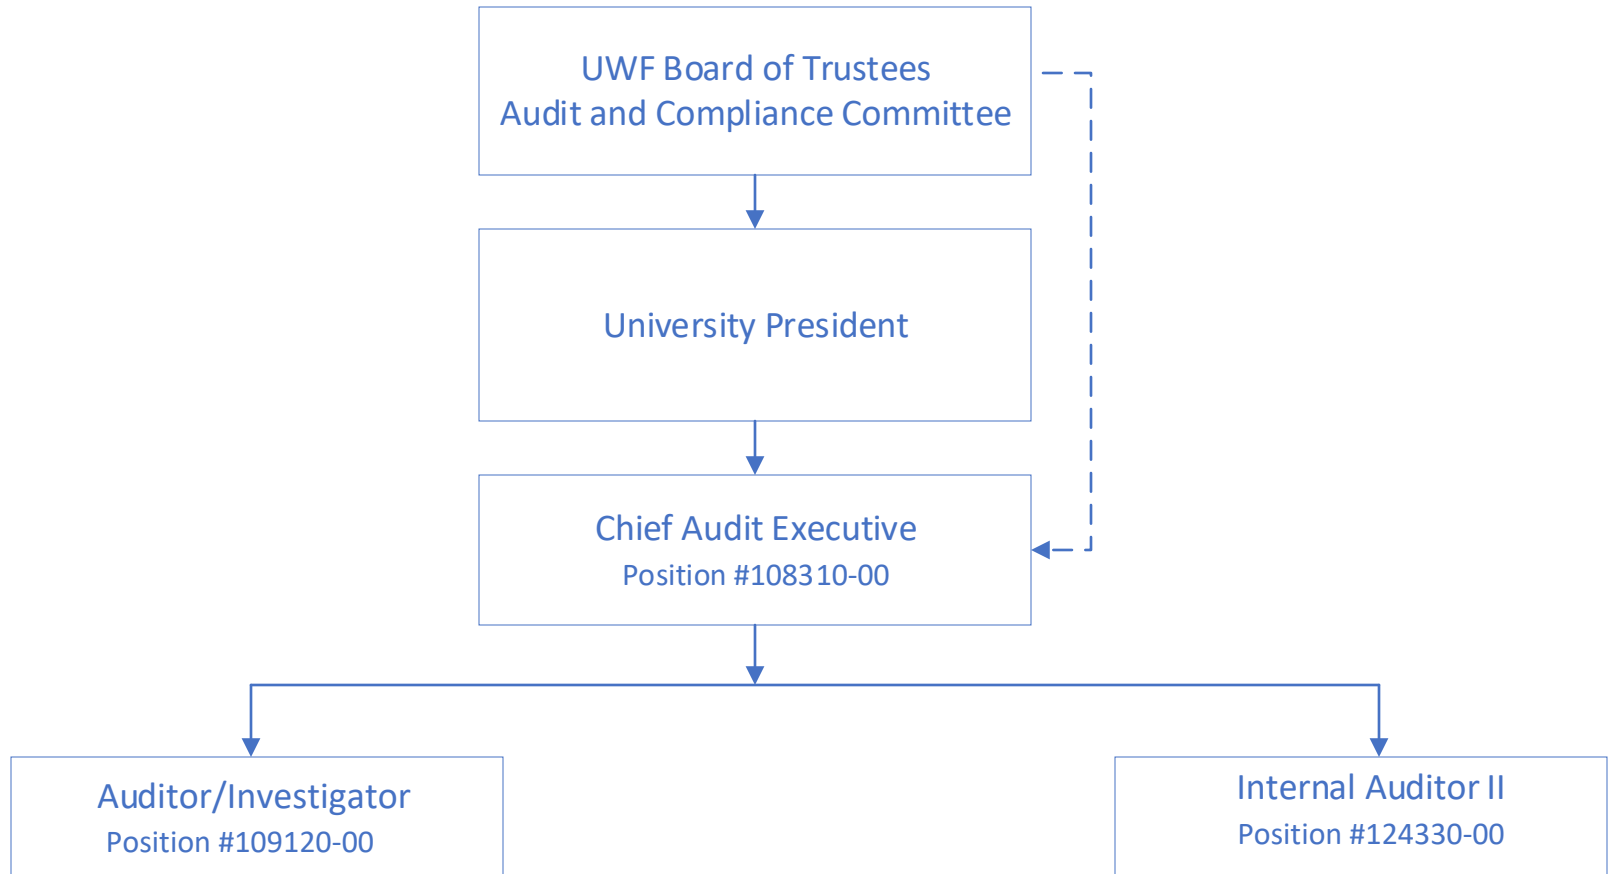 UWF Board of Trustees
Audit and Compliance Committee
University President
Chief Audit Executive
Position #108310-00
Auditor/Investigator
Position #109120-00
Internal Auditor II
Position #124330-00